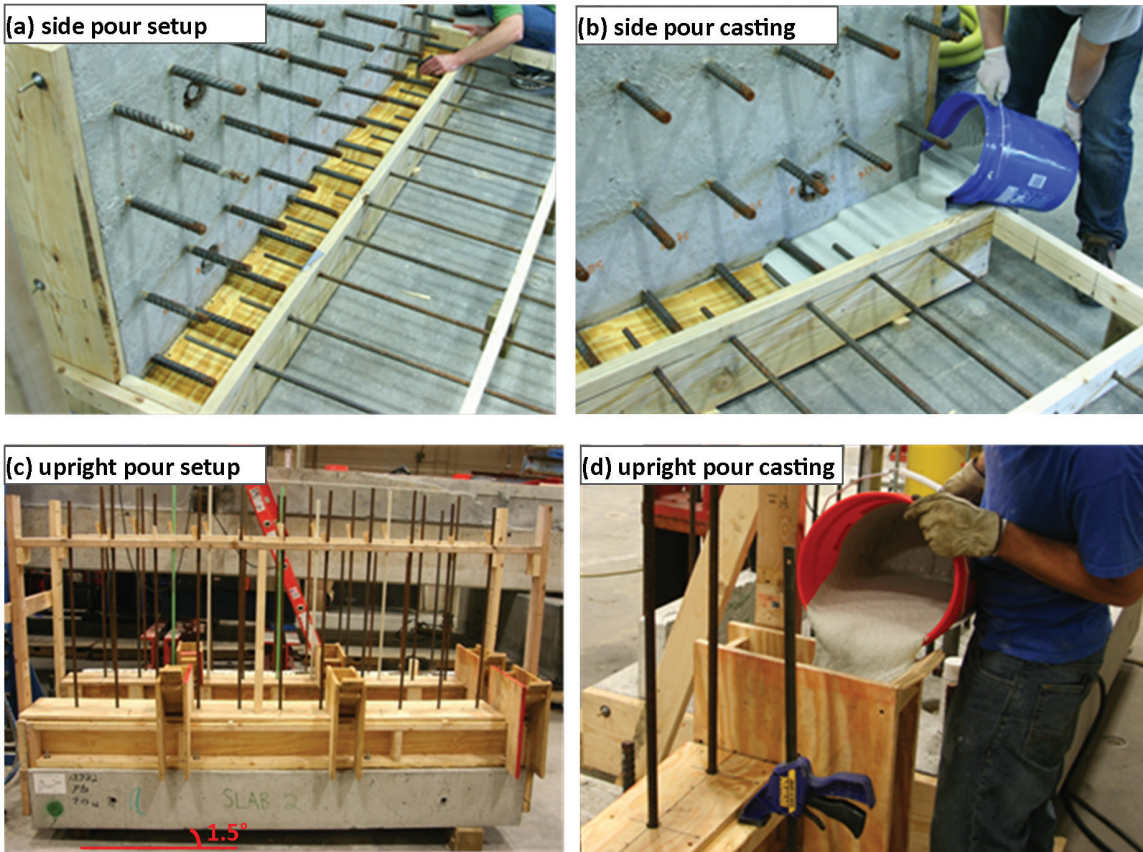 (a) side pour setup
(b) side pour casting
(c) upright pour setup
SLAB 2
1.5°
(d) upright pour casting